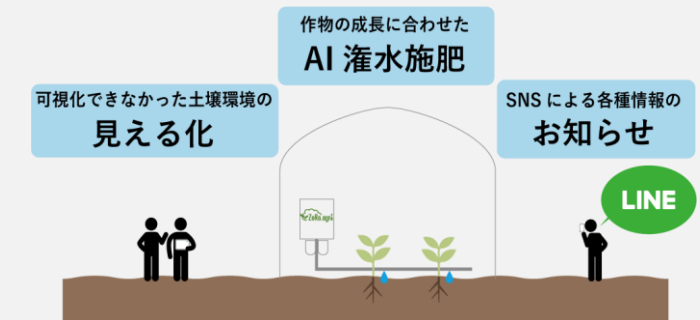 作物の成長に合わせた
AI 潅水施肥
可視化できなかった土壌環境の
見える化
SNS による各種情報の
お知らせ
LINE
ZeRo.agri